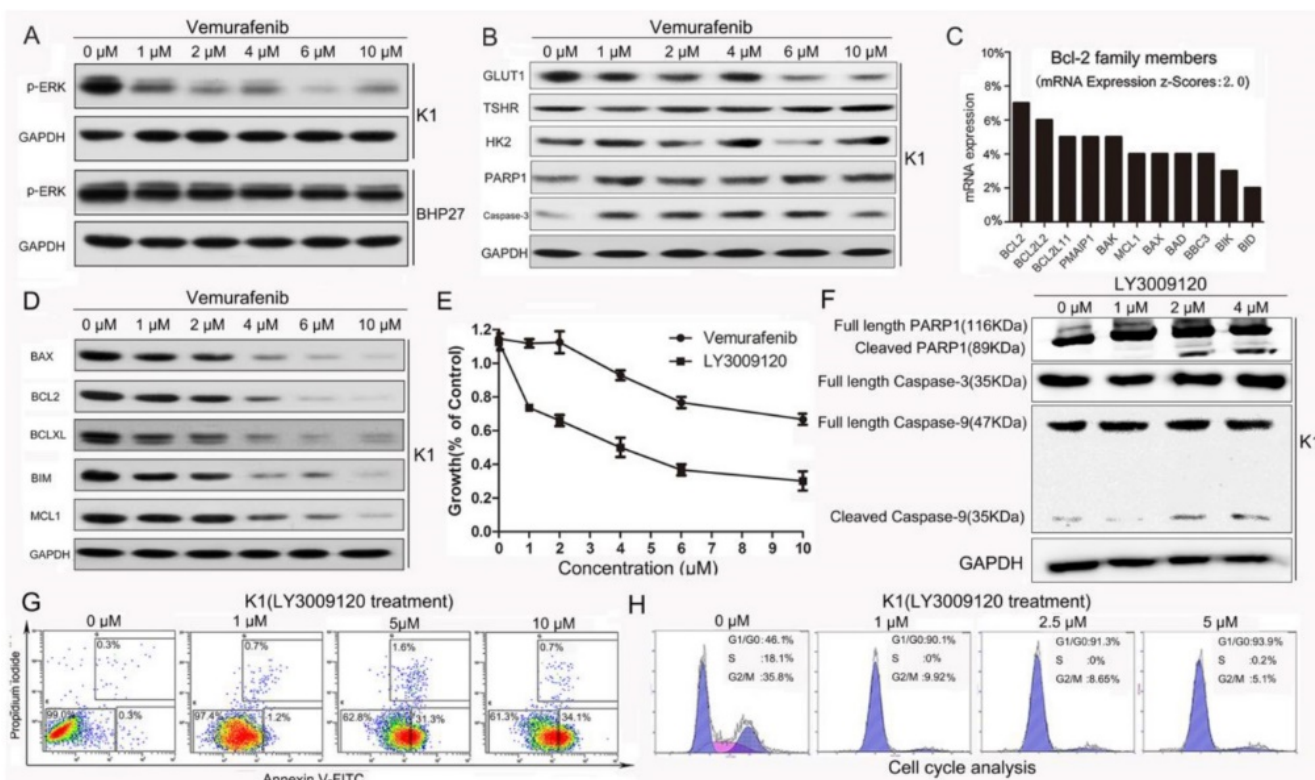 A
Vemurafenib
0 μM 1 μM 2 μM 4 μM 6 μM 10 μM
p-ERK
GAPDH
K1
p-ERK
GAPDH
BHP27
B
Vemurafenib
0 μM 1 μM 2 μM 4 μM 6 μM 10 μM
GLUT1
TSHR
HK2
PARP1
Caspase-3
GAPDH
K1
C
Bcl-2 family members
(mRNA Expression z-Scores:2.0)
mRNA expression
10%
8%
6%
4%
2%
0%
BCL2 BCL2L2 BCL2L11 PMAIP1 BAK MCL1 BAX BAD BBC3 BIK BID
D
Vemurafenib
0 μM 1 μM 2 μM 4 μM 6 μM 10 μM
BAX
BCL2
BCLXL
BIM
MCL1
GAPDH
K1
E
Growth(% of Control)
1.2
1.0
0.8
0.6
0.4
0.2
0.0
Vemurafenib
LY3009120
0 1 2 3 4 5 6 7 8 9 10
Concentration (μM)
F
LY3009120
0 μM 1 μM 2 μM 4 μM
Full length PARP1(116KDa)
Cleaved PARP1(89KDa)
Full length Caspase-3(35KDa)
Full length Caspase-9(47KDa)
Cleaved Caspase-9(35KDa)
GAPDH
K1
G
K1(LY3009120 treatment)
0 μM 1 μM 5μM 10 μM
Propidium iodide
0.3%
99.0%
0.3%
0.7%
97.4%
1.2%
1.6%
62.8%
31.3%
0.7%
61.3%
34.1%
Annexin V-FITC
H
K1(LY3009120 treatment)
0 μM 1 μM 2.5 μM 5 μM
G1/G0:46.1%
S :18.1%
G2/M :35.8%
G1/G0:90.1%
S :0%
G2/M :9.92%
G1/G0:91.3%
S :0%
G2/M :8.65%
G1/G0:93.9%
S :0.2%
G2/M :5.1%
Cell cycle analysis